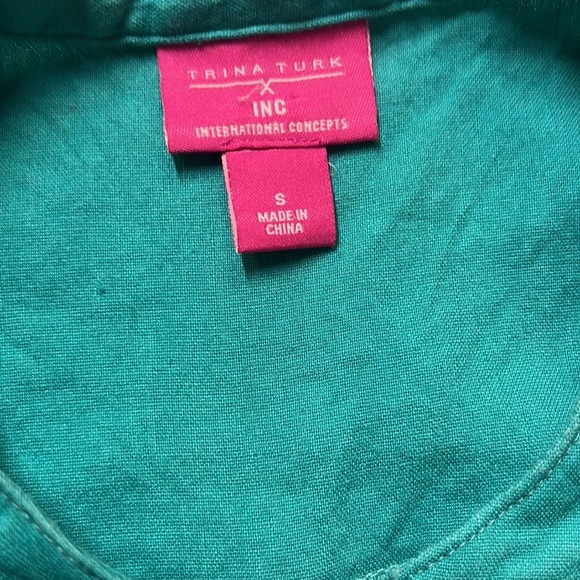 TRINA TURK
X
INC
INTERNATIONAL CONCEPTS
S
MADE IN
CHINA